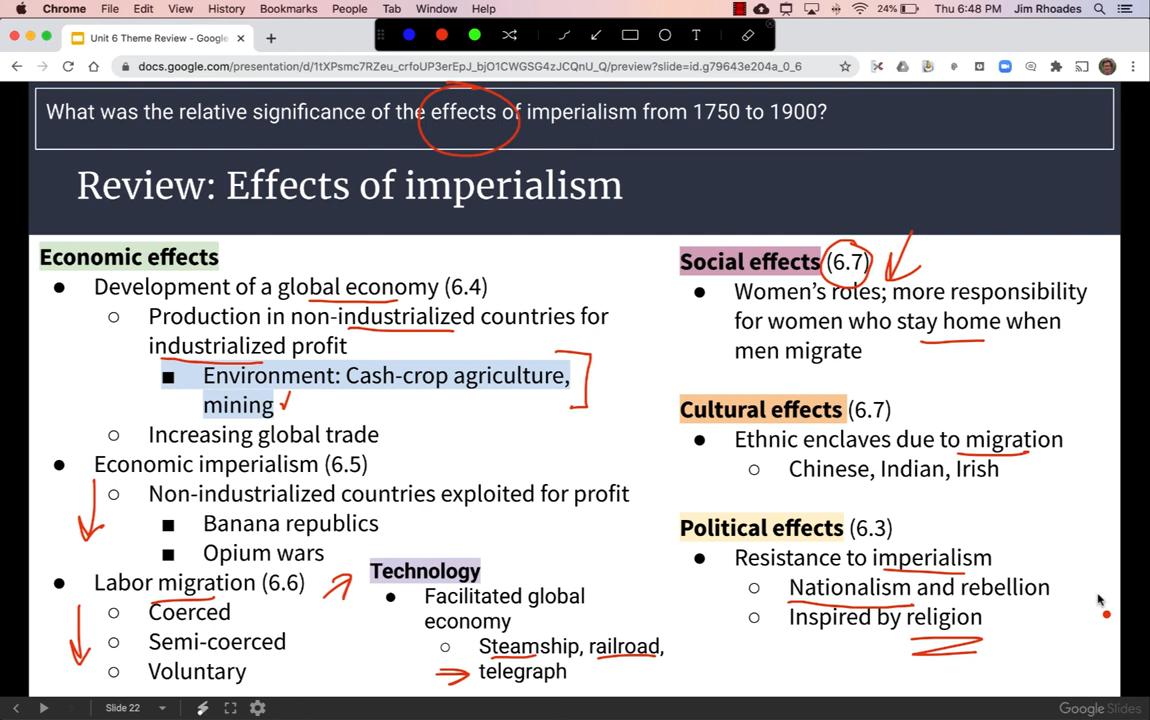 Chrome File Edit View History Bookmarks People Tab Window Help 24% Thu 6:48 PM Jim Rhoades
Unit 6 Theme Review - Google
docs.google.com/presentation/d/1tXPsmc7RZeu_crfoUP3erEpJ_bjO1CWGSG4zJCQnU_Q/preview?slide=id.g79643e204a_0_6
What was the relative significance of the effects of imperialism from 1750 to 1900?
Review: Effects of imperialism
Economic effects
● Development of a global economy (6.4)
○ Production in non-industrialized countries for
industrialized profit
■ Environment: Cash-crop agriculture,
mining
○ Increasing global trade
● Economic imperialism (6.5)
○ Non-industrialized countries exploited for profit
■ Banana republics
■ Opium wars
● Labor migration (6.6)
○ Coerced
○ Semi-coerced
○ Voluntary
Technology
● Facilitated global
economy
○ Steamship, railroad,
telegraph
Social effects (6.7)
● Women's roles; more responsibility
for women who stay home when
men migrate
Cultural effects (6.7)
● Ethnic enclaves due to migration
○ Chinese, Indian, Irish
Political effects (6.3)
● Resistance to imperialism
○ Nationalism and rebellion
○ Inspired by religion
Slide 22
Google Slides